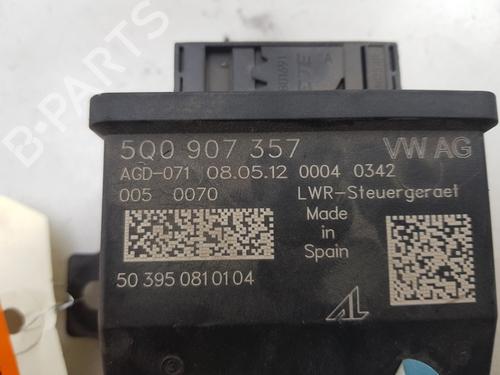 B-PARTS
A
5Q0 907 357 VW AG
AGD-071 08.05.12 0004 0342
005 0070 LWR-Steuergeraet
Made
in
Spain
50 395 0810104
AL